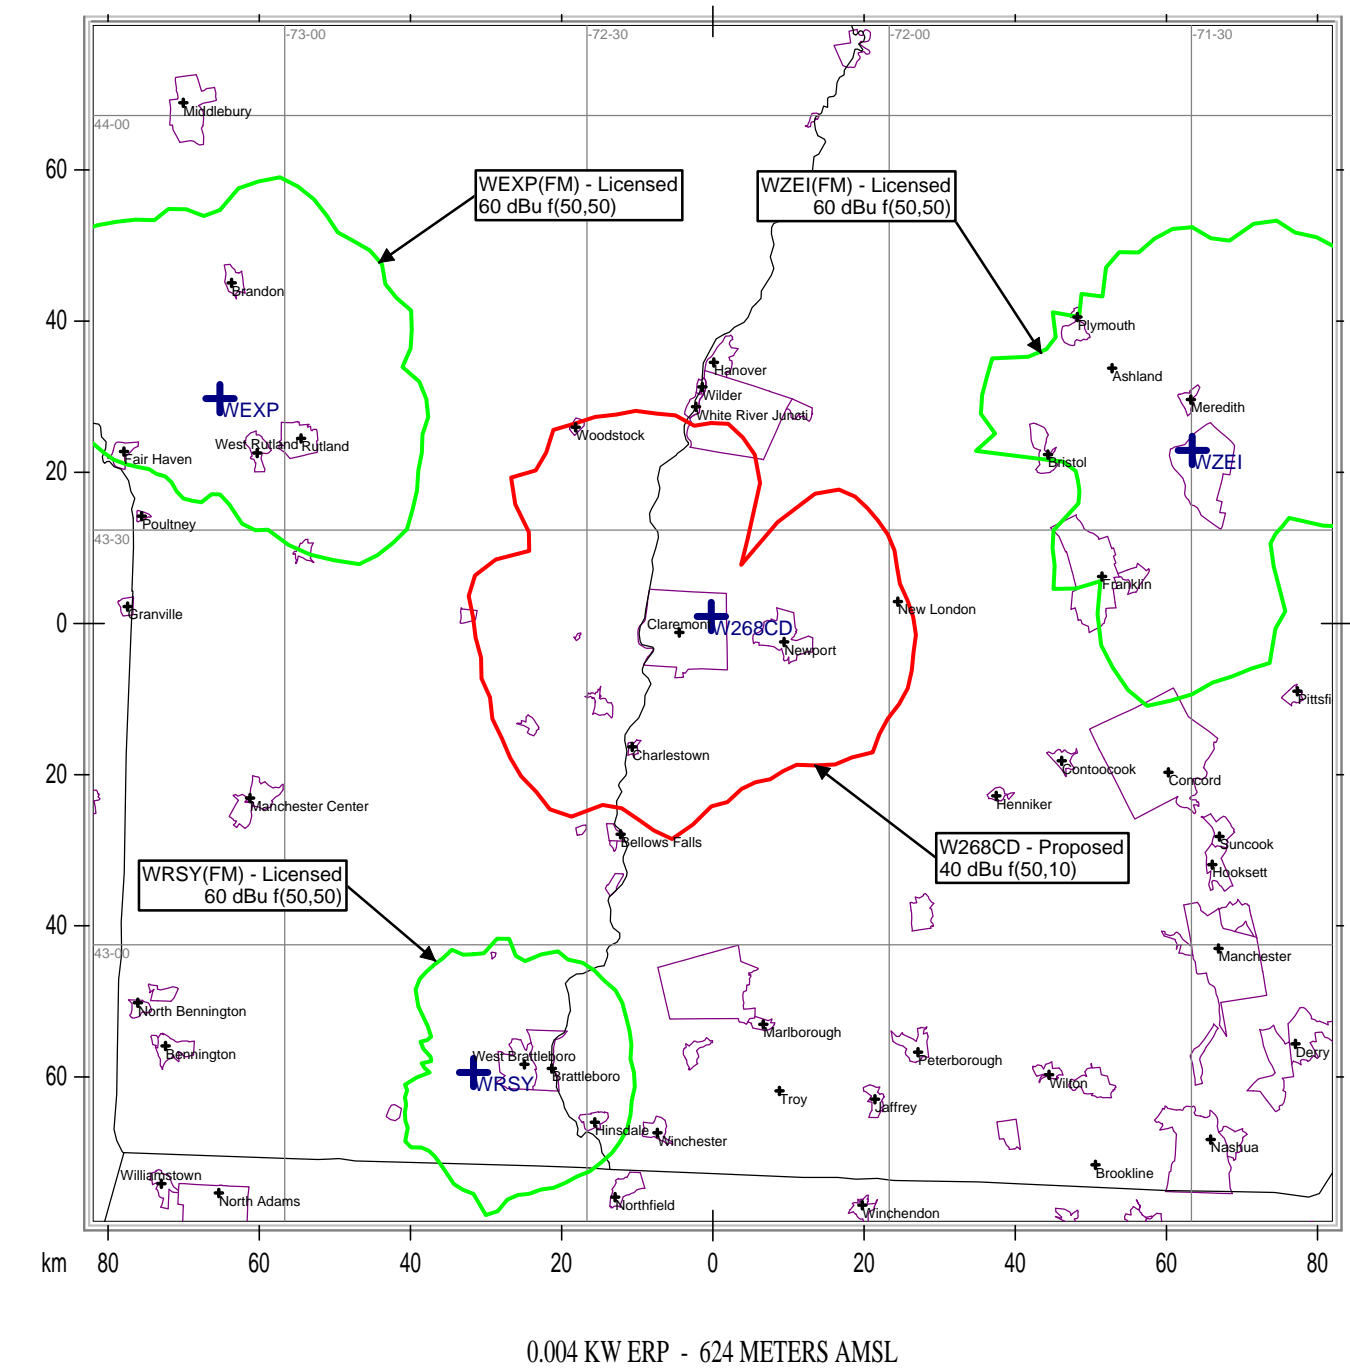 -73-00
-72-30
-72-00
-71-30
44-00
Middlebury
60
WEXP(FM) - Licensed
60 dBu f(50,50)
WZEI(FM) - Licensed
60 dBu f(50,50)
Brandon
40
Plymouth
Hanover
Ashland
Wilder
WEXP
White River Juncti
Meredith
West Rutland
Rutland
Woodstock
Fair Haven
Bristol
WZEI
20
Poultney
43-30
Franklin
Granville
New London
0
Claremon
W268CD
Newport
Pittsfi
Charlestown
Contoocook
Concord
20
Manchester Center
Henniker
Bellows Falls
Suncook
W268CD - Proposed
40 dBu f(50,10)
WRSY(FM) - Licensed
60 dBu f(50,50)
Hooksett
40
43-00
Manchester
North Bennington
Marlborough
Bennington
West Brattleboro
Peterborough
Derry
60
WRSY
Brattleboro
Wilton
Troy
Jaffrey
Hinsdale
Winchester
Nashua
Brookline
Williamstown
North Adams
Northfield
Winchendon
km
80
60
40
20
0
20
40
60
80
0.004 KW ERP - 624 METERS AMSL